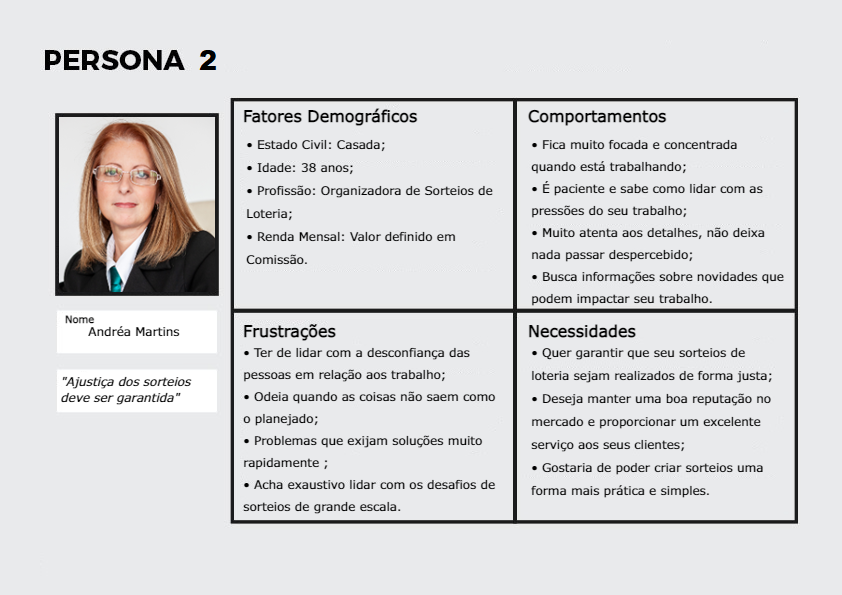 PERSONA 2
Nome
Andréa Martins
"Ajustiça dos sorteios
deve ser garantida"
Fatores Demográficos
• Estado Civil: Casada;
• Idade: 38 anos;
• Profissão: Organizadora de Sorteios de
Loteria;
• Renda Mensal: Valor definido em
Comissão.
Comportamentos
• Fica muito focada e concentrada
quando está trabalhando;
• É paciente e sabe como lidar com as
pressões do seu trabalho;
• Muito atenta aos detalhes, não deixa
nada passar despercebido;
• Busca informações sobre novidades que
podem impactar seu trabalho.
Frustrações
• Ter de lidar com a desconfiança das
pessoas em relação aos trabalho;
• Odeia quando as coisas não saem como
o planejado;
• Problemas que exijam soluções muito
rapidamente ;
• Acha exaustivo lidar com os desafios de
sorteios de grande escala.
Necessidades
• Quer garantir que seu sorteios de
loteria sejam realizados de forma justa;
• Deseja manter uma boa reputação no
mercado e proporcionar um excelente
serviço aos seus clientes;
• Gostaria de poder criar sorteios uma
forma mais prática e simples.